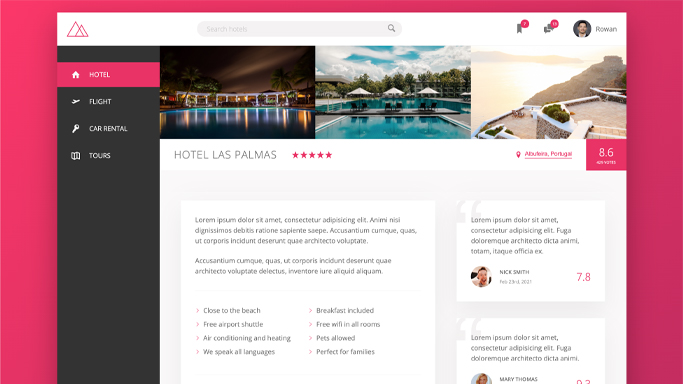 Search hotels
7
10
Rowan
HOTEL
FLIGHT
CAR RENTAL
TOURS
HOTEL LAS PALMAS
Albufeira, Portugal
8.6
429 VOTES
Lorem ipsum dolor sit amet, consectetur adipisicing elit. Animi nisi
dignissimos debitis ratione sapiente saepe. Accusantium cumque, quas,
ut corporis incidunt deserunt quae architecto voluptate.
Accusantium cumque, quas, ut corporis incidunt deserunt quae
architecto voluptate delectus, inventore iure aliquid aliquam.
Close to the beach
Breakfast included
Free airport shuttle
Free wifi in all rooms
Air conditioning and heating
Pets allowed
We speak all languages
Perfect for families
“
Lorem ipsum dolor sit amet,
consectetur adipisicing elit. Fuga
doloremque architecto dicta animi,
totam, itaque officia ex.
NICK SMITH
Feb 23rd, 2021
7.8
“
Lorem ipsum dolor sit amet,
consectetur adipisicing elit. Fuga
doloremque architecto dicta animi.
MARY THOMAS